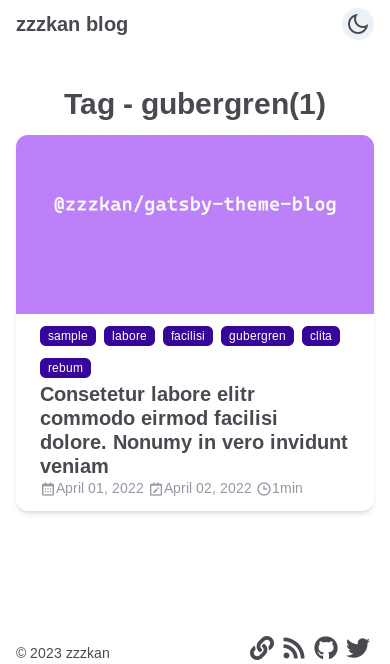 zzzkan blog
Tag - gubergren(1)
@zzzkan/gatsby-theme-blog
sample labore facilisi gubergren clita
rebum
Consetetur labore elitr
commodo eirmod facilisi
dolore. Nonumy in vero invidunt
veniam
April 01, 2022 April 02, 2022 1min
© 2023 zzzkan